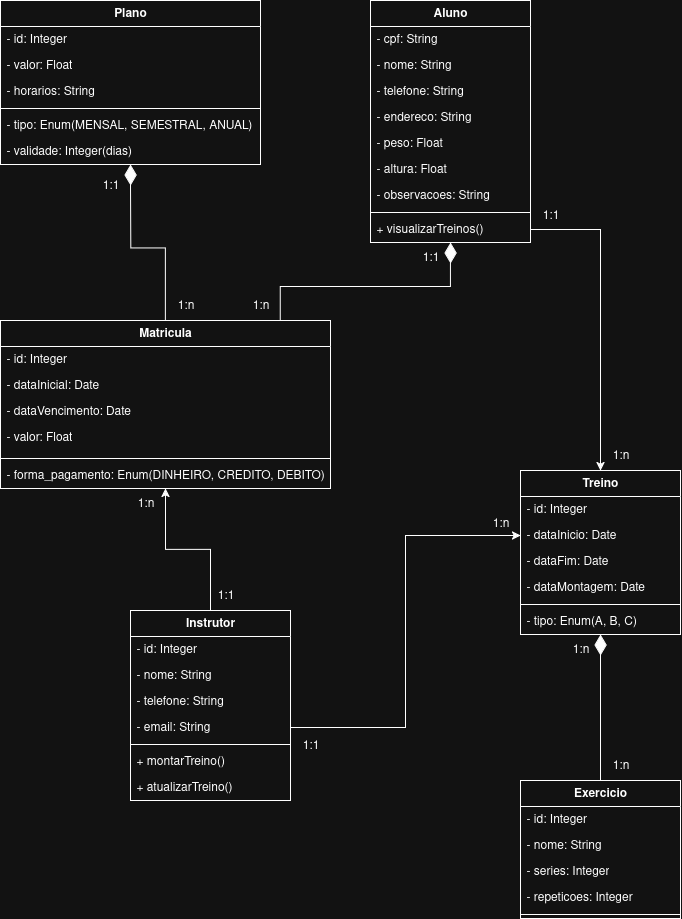 Plano
- id: Integer
- valor: Float
- horarios: String
- tipo: Enum(MENSAL, SEMESTRAL, ANUAL)
- validade: Integer(dias)
1:1
Aluno
- cpf: String
- nome: String
- telefone: String
- endereco: String
- peso: Float
- altura: Float
- observacoes: String
+ visualizarTreinos()
1:1
1:1
1:n
1:n
Matricula
- id: Integer
- dataInicial: Date
- dataVencimento: Date
- valor: Float
- forma_pagamento: Enum(DINHEIRO, CREDITO, DEBITO)
1:n
1:n
Treino
- id: Integer
- dataInicio: Date
- dataFim: Date
- dataMontagem: Date
- tipo: Enum(A, B, C)
1:n
1:n
1:1
Instrutor
- id: Integer
- nome: String
- telefone: String
- email: String
+ montarTreino()
+ atualizarTreino()
1:1
1:n
Exercicio
- id: Integer
- nome: String
- series: Integer
- repeticoes: Integer